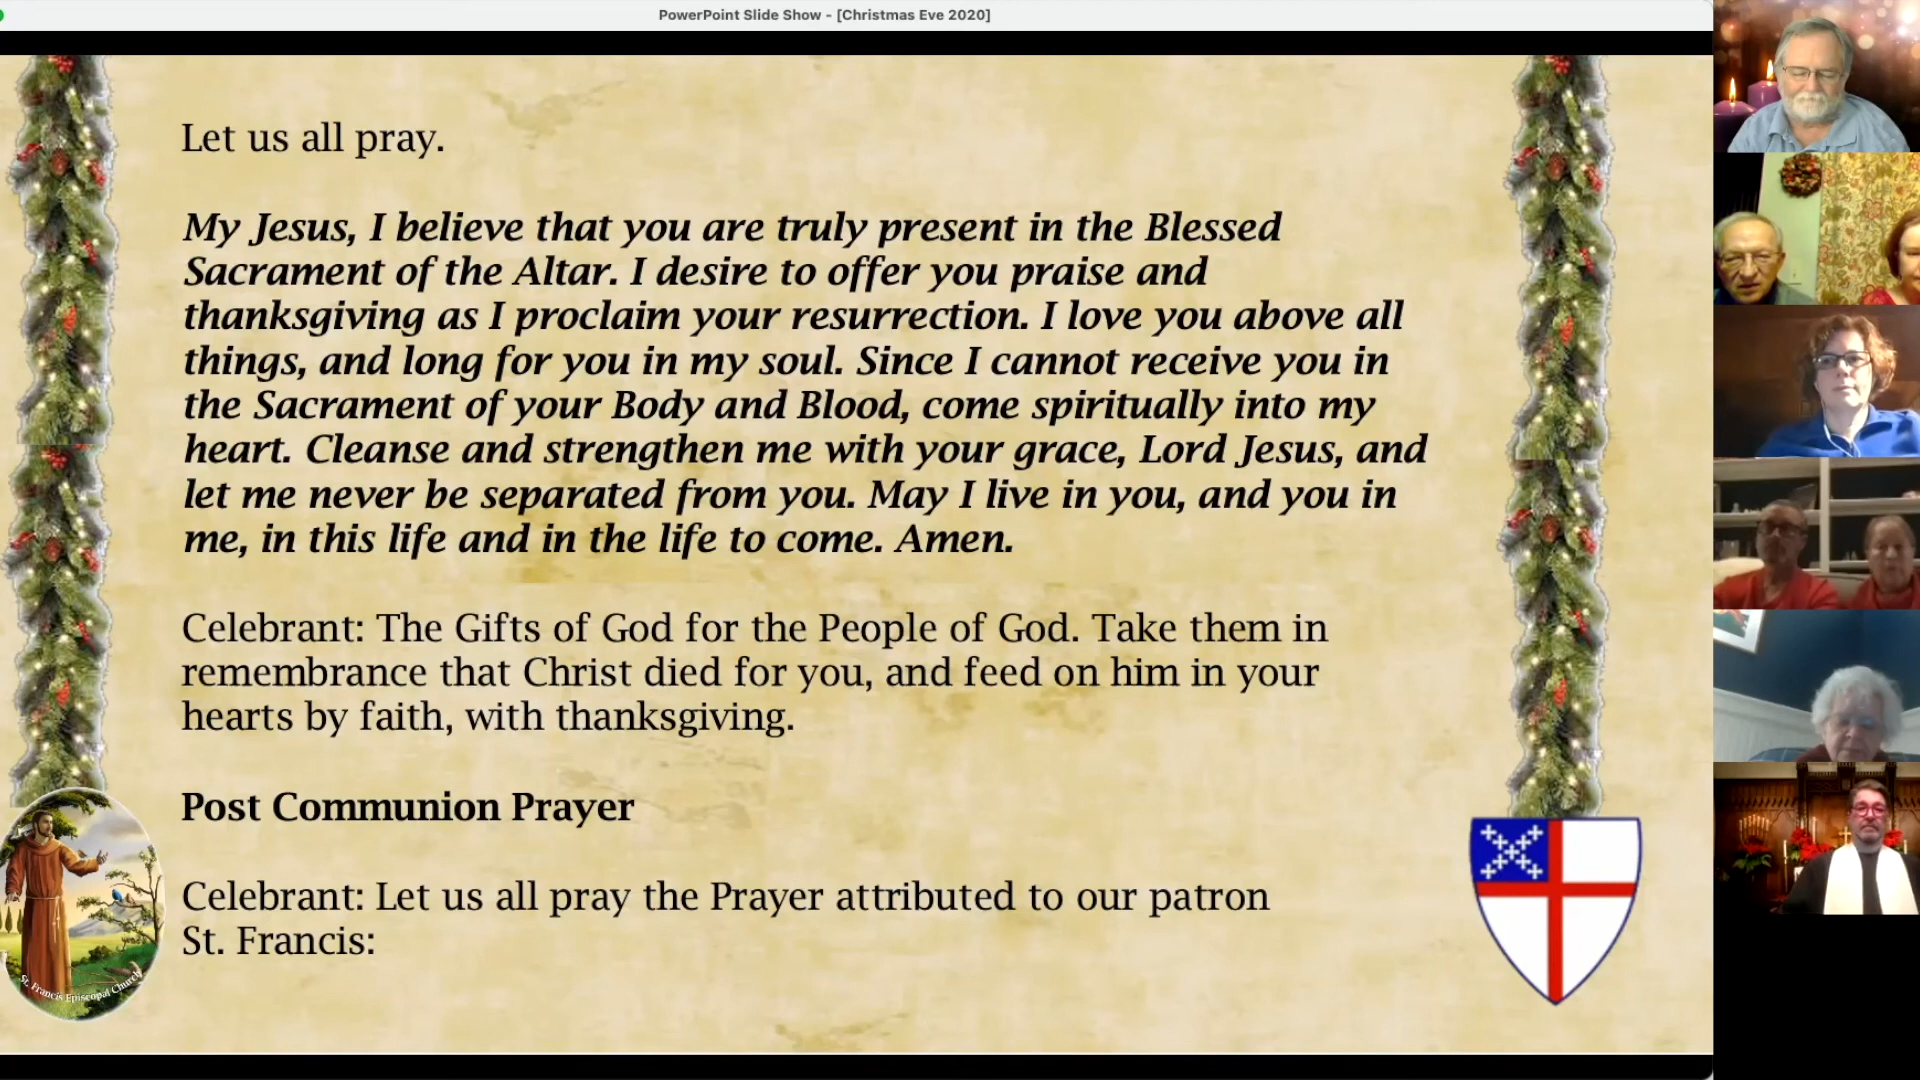 PowerPoint Slide Show - [Christmas Eve 2020]
Let us all pray.
My Jesus, I believe that you are truly present in the Blessed
Sacrament of the Altar. I desire to offer you praise and
thanksgiving as I proclaim your resurrection. I love you above all
things, and long for you in my soul. Since I cannot receive you in
the Sacrament of your Body and Blood, come spiritually into my
heart. Cleanse and strengthen me with your grace, Lord Jesus, and
let me never be separated from you. May I live in you, and you in
me, in this life and in the life to come. Amen.
Celebrant: The Gifts of God for the People of God. Take them in
remembrance that Christ died for you, and feed on him in your
hearts by faith, with thanksgiving.
Post Communion Prayer
Celebrant: Let us all pray the Prayer attributed to our patron
St. Francis:
St. Francis Episcopal Church